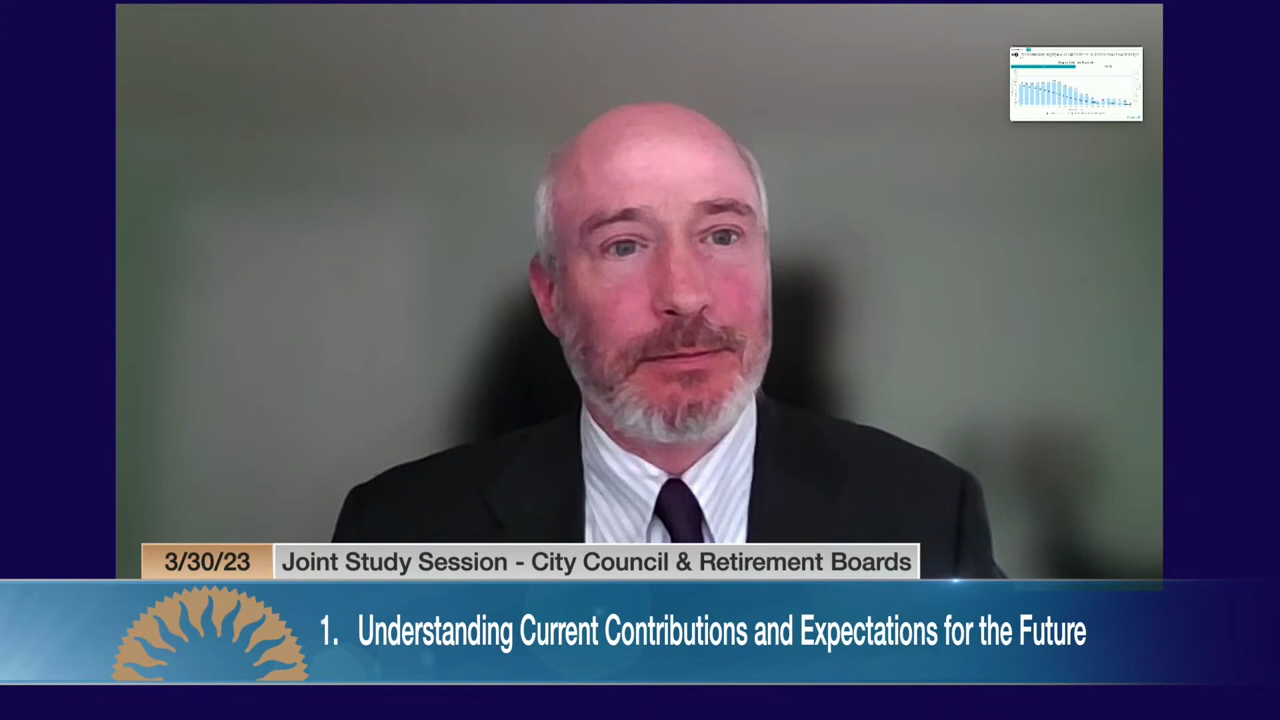 3/30/23 Joint Study Session - City Council & Retirement Boards
1. Understanding Current Contributions and Expectations for the Future